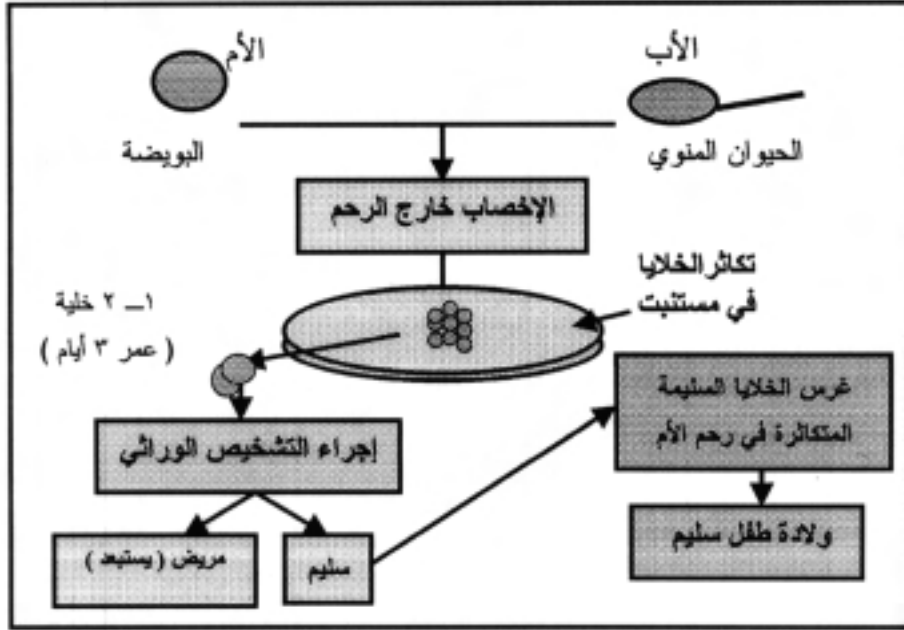 الأم
الأب
البويضة
الحيوان المنوي
الإخصاب خارج الرحم
تكاثر الخلايا
في مستنبت
١ــ ٢ خلية
( عمر ٣ أيام )
غرس الخلايا السليمة
المتكاثرة في رحم الأم
إجراء التشخيص الوراثي
ولادة طفل سليم
مريض ( يستبعد )
سليم